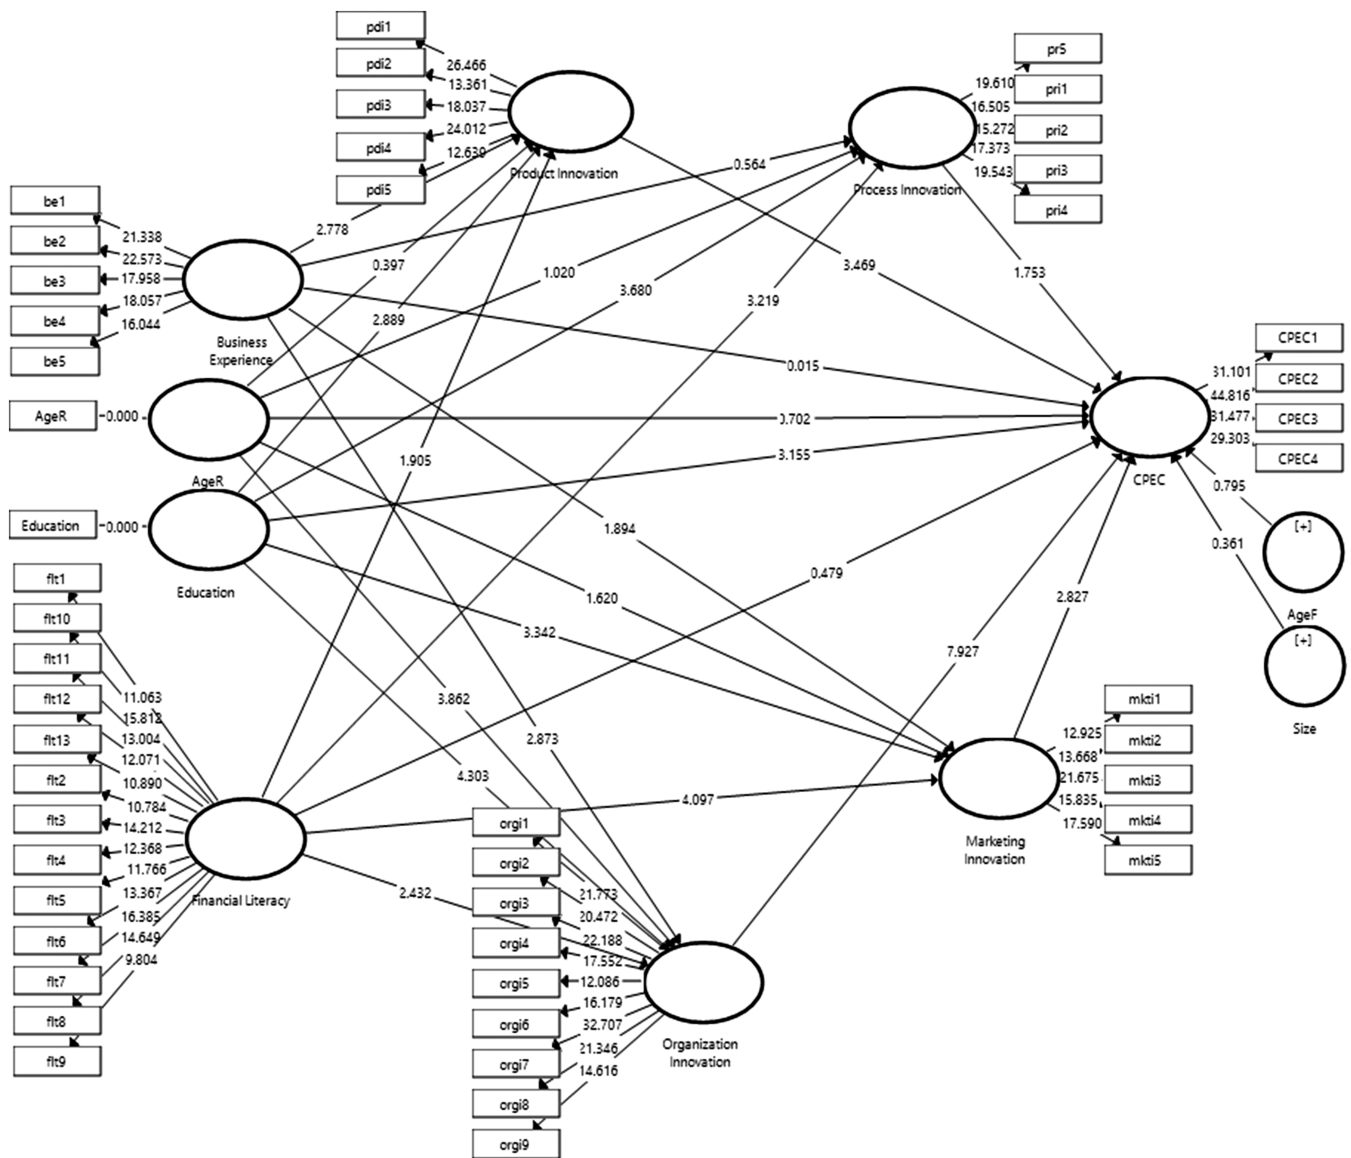 pdi1
pdi2
pdi3
pdi4
pdi5
26.466
13.361
18.037
24.012
12.639
Product Innovation
pr5
pri1
pri2
pri3
pri4
19.610
16.505
15.272
17.373
19.543
Process Innovation
be1
be2
be3
be4
be5
21.338
22.573
17.958
18.057
16.044
Business
Experience
2.778
0.564
0.397
1.020
3.469
1.753
3.680
3.219
2.889
0.015
AgeR
0.000
AgeR
3.702
1.905
3.155
CPEC1
CPEC2
CPEC3
CPEC4
31.101
44.816
31.477
29.303
CPEC
0.795
0.361
[+]
AgeF
[+]
Size
Education
0.000
Education
1.894
0.479
1.620
2.827
3.342
7.927
3.862
2.873
4.303
4.097
2.432
flt1
flt10
flt11
flt12
flt13
flt2
flt3
flt4
flt5
flt6
flt7
flt8
flt9
11.063
15.812
13.004
12.071
10.890
10.784
14.212
12.368
11.766
13.367
16.385
14.649
9.804
Financial Literacy
mkti1
mkti2
mkti3
mkti4
mkti5
12.925
13.668
21.675
15.835
17.590
Marketing
Innovation
orgi1
orgi2
orgi3
orgi4
orgi5
orgi6
orgi7
orgi8
orgi9
21.773
20.472
22.188
17.552
12.086
16.179
32.707
21.346
14.616
Organization
Innovation